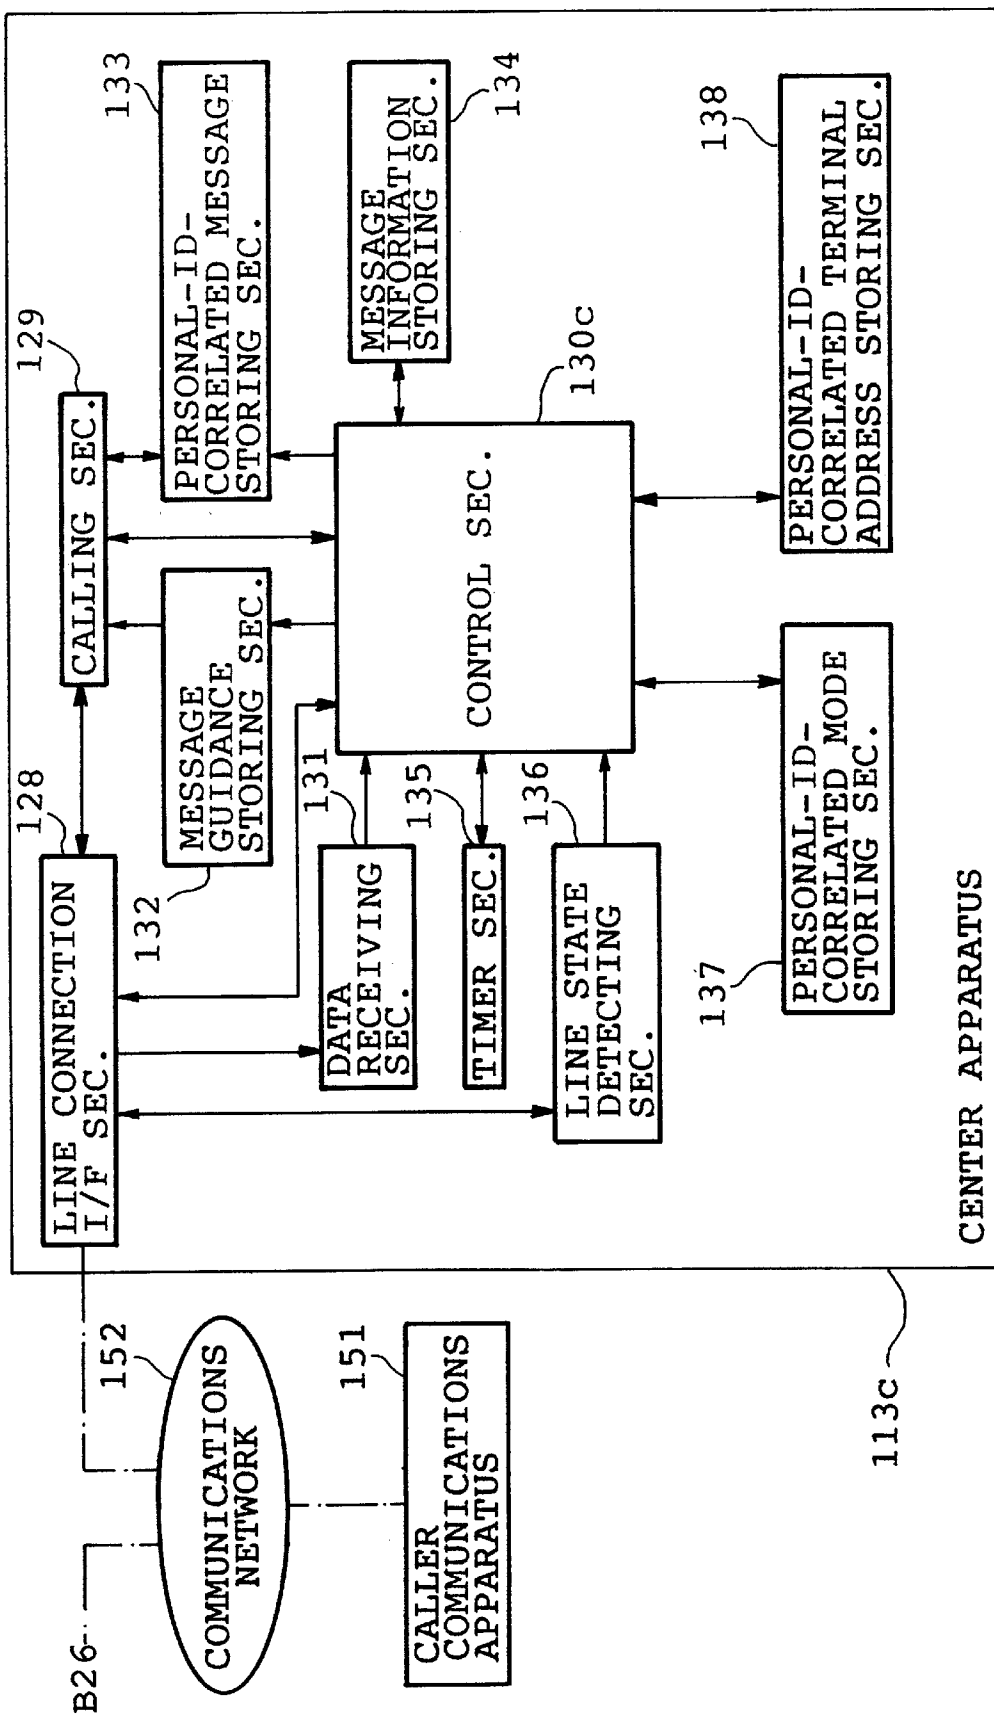 B26
COMMUNICATIONS
NETWORK
152
CALLER
COMMUNICATIONS
APPARATUS
151
113c
CENTER APPARATUS
LINE CONNECTION
I/F SEC.
128
CALLING SEC.
129
MESSAGE
GUIDANCE
STORING SEC.
132
PERSONAL-ID-
CORRELATED MESSAGE
STORING SEC.
133
DATA
RECEIVING
SEC.
131
TIMER SEC.
135
LINE STATE
DETECTING
SEC.
136
CONTROL SEC.
130c
MESSAGE
INFORMATION
STORING SEC.
134
PERSONAL-ID-
CORRELATED MODE
STORING SEC.
137
PERSONAL-ID-
CORRELATED TERMINAL
ADDRESS STORING SEC.
138